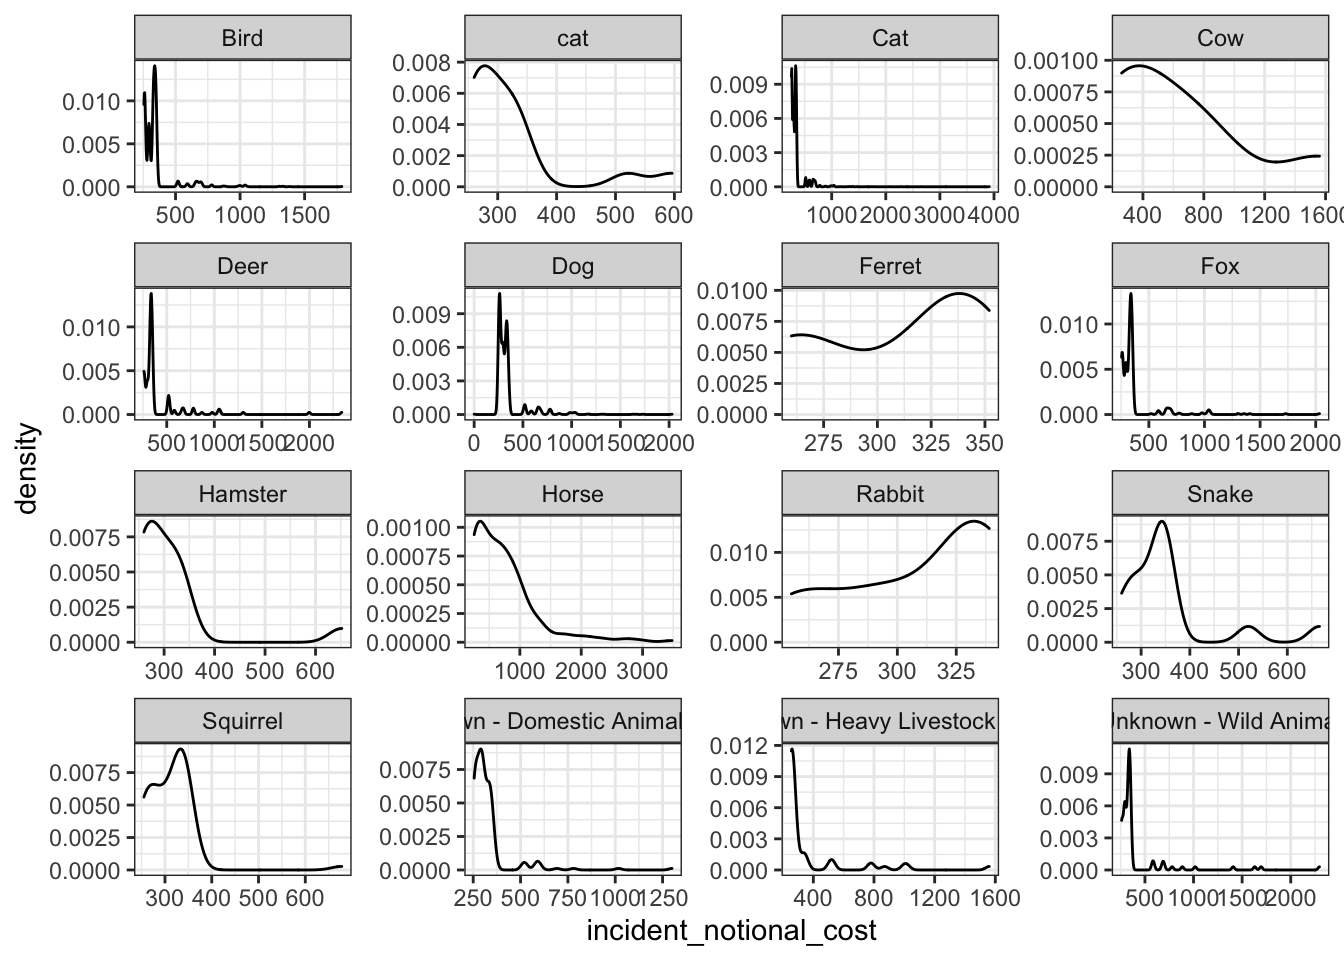 Bird cat Cat Cow
0.010 0.005 0.000
500 1000 1500
0.008 0.006 0.004 0.002 0.000
300 400 500 600
0.009 0.006 0.003 0.000
1000 2000 3000 4000
0.00100 0.00075 0.00050 0.00025 0.00000
400 800 1200 1600
Deer Dog Ferret Fox
0.010 0.005 0.000
500 1000 1500 2000
0.009 0.006 0.003 0.000
0 500 1000 1500 2000
0.0100 0.0075 0.0050 0.0025 0.0000
275 300 325 350
0.010 0.005 0.000
500 1000 1500 2000
density
Hamster Horse Rabbit Snake
0.0075 0.0050 0.0025 0.0000
300 400 500 600
0.00100 0.00075 0.00050 0.00025 0.00000
1000 2000 3000
0.010 0.005 0.000
275 300 325
0.0075 0.0050 0.0025 0.0000
300 400 500 600
Squirrel wn - Domestic Animal wn - Heavy Livestock Unknown - Wild Anima
0.0075 0.0050 0.0025 0.0000
300 400 500 600
0.0075 0.0050 0.0025 0.0000
250 500 750 1000 1250
0.012 0.009 0.006 0.003 0.000
400 800 1200 1600
0.009 0.006 0.003 0.000
500 1000 1500 2000
incident_notional_cost